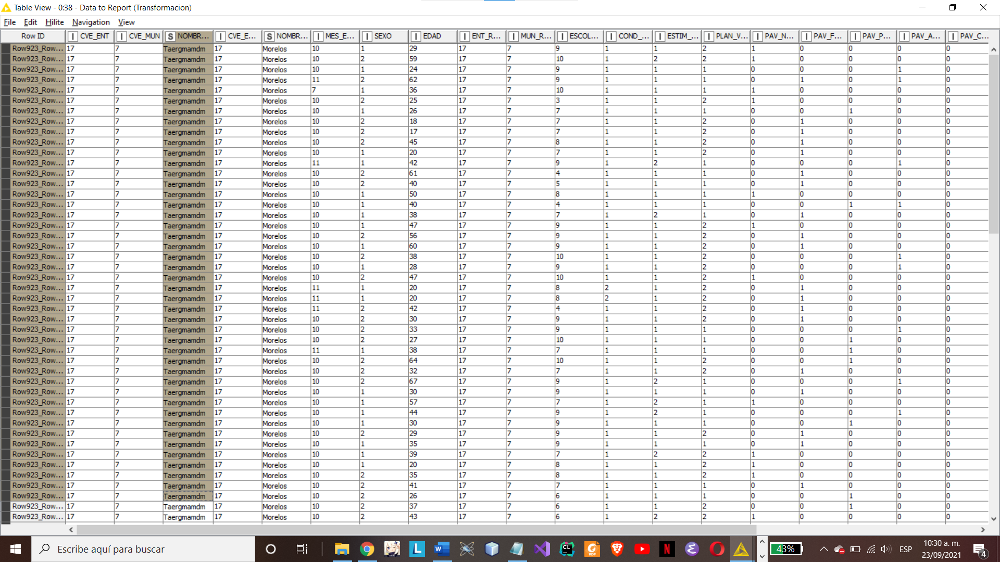 Table View - 0:38 - Data to Report (Transformacion)
File Edit Hilite Navigation View
Row ID CVE_ENT CVE_MUN S NOMBR... CVE_E... S NOMBR... MES_E... SEXO EDAD ENT_R... MUN_R... ESCOL... COND_... ESTIM_... PLAN_V... PAV_N... PAV_F... PAV_P... PAV_A... PAV_C...
Row923_Row... 17 7 Taergmamdm 17 Morelos 10 1 29 17 7 9 1 1 2 1 0 0 0 0
Row923_Row... 17 7 Taergmamdm 17 Morelos 10 2 59 17 7 10 1 2 2 1 0 0 0 0
Row923_Row... 17 7 Taergmamdm 17 Morelos 10 1 24 17 7 9 1 1 1 0 0 0 1 0
Row923_Row... 17 7 Taergmamdm 17 Morelos 11 2 62 17 7 9 1 1 1 0 1 0 1 0
Row923_Row... 17 7 Taergmamdm 17 Morelos 7 1 36 17 7 10 1 1 1 1 0 0 0 0
Row923_Row... 17 7 Taergmamdm 17 Morelos 10 2 25 17 7 3 1 1 2 1 0 0 0 0
Row923_Row... 17 7 Taergmamdm 17 Morelos 10 1 26 17 7 7 1 1 1 0 0 1 0 0
Row923_Row... 17 7 Taergmamdm 17 Morelos 10 2 18 17 7 7 1 1 2 0 1 0 0 0
Row923_Row... 17 7 Taergmamdm 17 Morelos 10 2 17 17 7 7 1 1 2 0 1 0 0 0
Row923_Row... 17 7 Taergmamdm 17 Morelos 10 2 45 17 7 8 1 1 2 0 1 0 0 0
Row923_Row... 17 7 Taergmamdm 17 Morelos 10 1 20 17 7 7 1 1 2 0 1 0 0 0
Row923_Row... 17 7 Taergmamdm 17 Morelos 11 1 42 17 7 9 1 2 1 0 0 0 1 0
Row923_Row... 17 7 Taergmamdm 17 Morelos 10 2 61 17 7 4 1 1 1 0 1 0 0 0
Row923_Row... 17 7 Taergmamdm 17 Morelos 10 2 40 17 7 5 1 1 1 0 1 0 0 0
Row923_Row... 17 7 Taergmamdm 17 Morelos 10 1 50 17 7 8 1 1 1 1 0 0 0 0
Row923_Row... 17 7 Taergmamdm 17 Morelos 10 1 40 17 7 4 1 1 1 0 0 1 1 0
Row923_Row... 17 7 Taergmamdm 17 Morelos 10 1 38 17 7 7 1 2 1 0 1 0 0 0
Row923_Row... 17 7 Taergmamdm 17 Morelos 10 1 47 17 7 9 1 1 2 1 0 0 0 0
Row923_Row... 17 7 Taergmamdm 17 Morelos 10 2 56 17 7 9 1 1 2 0 1 0 0 0
Row923_Row... 17 7 Taergmamdm 17 Morelos 10 1 60 17 7 9 1 1 2 0 1 0 0 0
Row923_Row... 17 7 Taergmamdm 17 Morelos 10 2 38 17 7 10 1 1 2 0 0 0 1 0
Row923_Row... 17 7 Taergmamdm 17 Morelos 10 1 28 17 7 9 1 1 2 0 0 0 1 0
Row923_Row... 17 7 Taergmamdm 17 Morelos 10 2 47 17 7 10 1 1 2 1 0 0 0 0
Row923_Row... 17 7 Taergmamdm 17 Morelos 11 1 20 17 7 8 2 1 2 0 1 0 0 0
Row923_Row... 17 7 Taergmamdm 17 Morelos 11 1 20 17 7 8 2 1 2 0 1 0 0 0
Row923_Row... 17 7 Taergmamdm 17 Morelos 11 2 42 17 7 4 1 1 2 0 1 0 0 0
Row923_Row... 17 7 Taergmamdm 17 Morelos 10 2 30 17 7 9 1 1 2 0 1 0 0 0
Row923_Row... 17 7 Taergmamdm 17 Morelos 10 2 33 17 7 9 1 1 1 0 0 0 1 0
Row923_Row... 17 7 Taergmamdm 17 Morelos 10 2 27 17 7 10 1 1 1 0 0 1 0 0
Row923_Row... 17 7 Taergmamdm 17 Morelos 11 1 38 17 7 7 1 1 1 0 0 1 0 0
Row923_Row... 17 7 Taergmamdm 17 Morelos 10 2 64 17 7 10 1 1 2 0 0 1 0 0
Row923_Row... 17 7 Taergmamdm 17 Morelos 10 2 32 17 7 7 1 1 2 0 1 0 0 0
Row923_Row... 17 7 Taergmamdm 17 Morelos 10 2 67 17 7 9 1 2 1 0 0 0 1 0
Row923_Row... 17 7 Taergmamdm 17 Morelos 10 1 30 17 7 9 1 1 1 0 1 0 0 0
Row923_Row... 17 7 Taergmamdm 17 Morelos 10 1 57 17 7 7 1 2 1 1 0 0 0 0
Row923_Row... 17 7 Taergmamdm 17 Morelos 10 1 44 17 7 9 1 2 1 0 0 0 1 0
Row923_Row... 17 7 Taergmamdm 17 Morelos 10 1 30 17 7 9 1 1 1 0 0 1 0 0
Row923_Row... 17 7 Taergmamdm 17 Morelos 10 2 29 17 7 9 1 1 2 0 1 0 0 0
Row923_Row... 17 7 Taergmamdm 17 Morelos 10 1 35 17 7 9 1 1 1 0 1 0 0 0
Row923_Row... 17 7 Taergmamdm 17 Morelos 10 1 39 17 7 7 1 2 2 1 0 0 0 0
Row923_Row... 17 7 Taergmamdm 17 Morelos 10 1 20 17 7 8 1 1 2 1 0 0 0 0
Row923_Row... 17 7 Taergmamdm 17 Morelos 10 2 35 17 7 8 1 1 2 1 0 0 0 0
Row923_Row... 17 7 Taergmamdm 17 Morelos 10 2 41 17 7 7 1 1 1 0 1 0 0 0
Row923_Row... 17 7 Taergmamdm 17 Morelos 10 2 26 17 7 6 1 1 1 0 0 1 0 0
Row923_Row... 17 7 Taergmamdm 17 Morelos 10 2 37 17 7 6 1 1 2 0 0 1 0 0
Row923_Row... 17 7 Taergmamdm 17 Morelos 10 2 43 17 7 6 1 2 2 1 0 0 0 0
Escribe aquí para buscar
43%
ESP
10:30 a. m.
23/09/2021
4